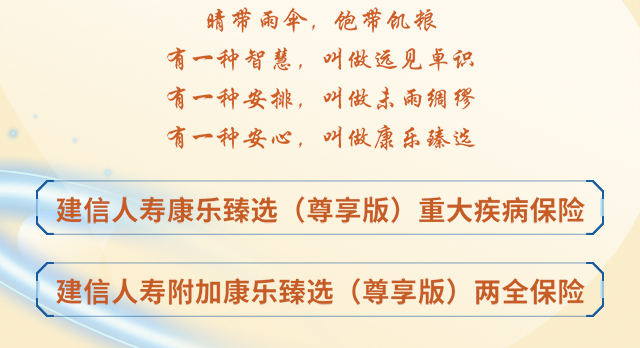 晴带雨伞，饱带饥粮
有一种智慧，叫做远见卓识
有一种安排，叫做未雨绸缪
有一种安心，叫做康乐臻选
建信人寿康乐臻选（尊享版）重大疾病保险
建信人寿附加康乐臻选（尊享版）两全保险